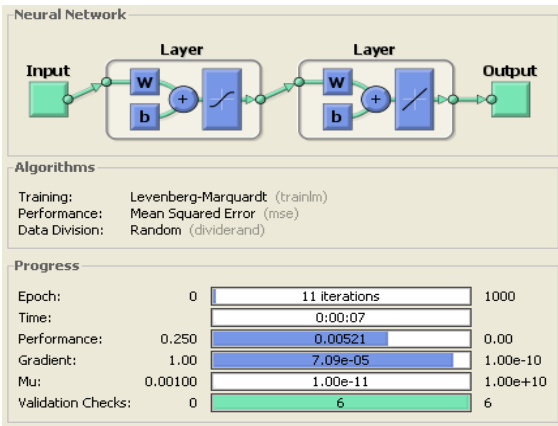 Neural Network
Layer Layer
Input Output
W W
+ +
b b
Algorithms
Training: Levenberg-Marquardt (trainlm)
Performance: Mean Squared Error (mse)
Data Division: Random (dividerand)
Progress
Epoch: 0 11 iterations 1000
Time: 0:00:07
Performance: 0.250 0.00521 0.00
Gradient: 1.00 7.09e-05 1.00e-10
Mu: 0.00100 1.00e-11 1.00e+10
Validation Checks: 0 6 6